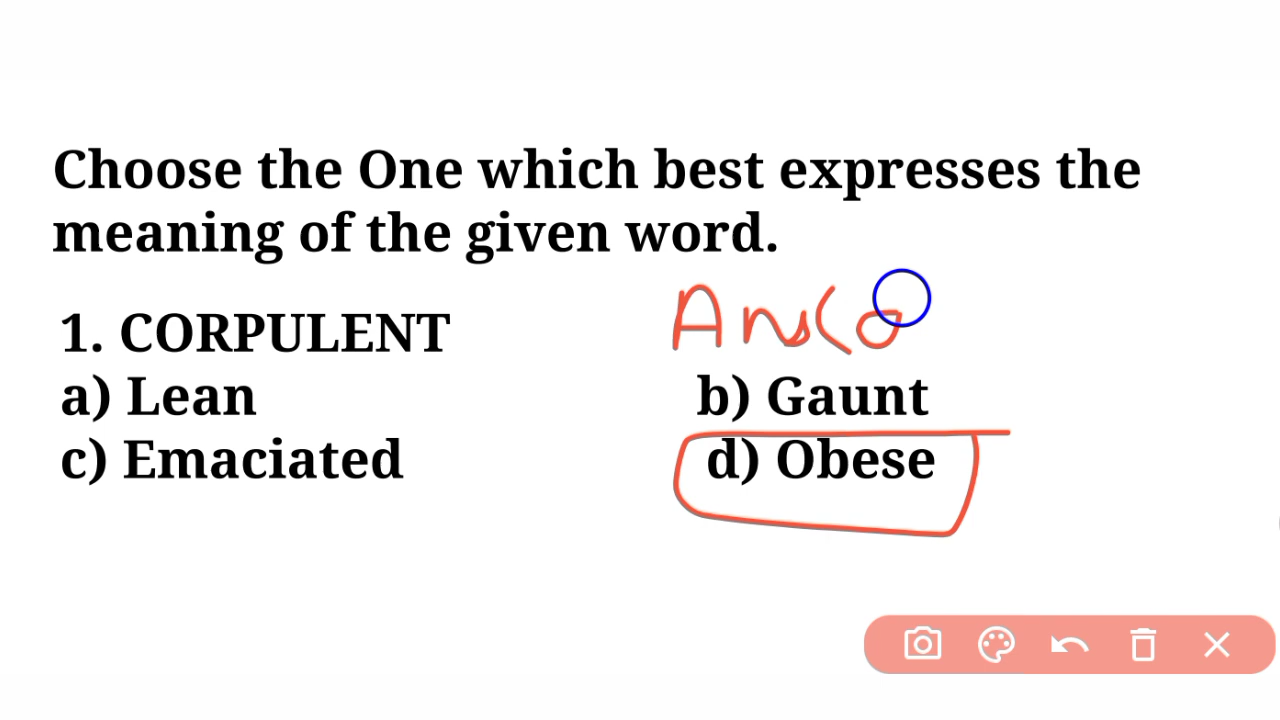 Choose the One which best expresses the
meaning of the given word.
1. CORPULENT
Ans(
a) Lean b) Gaunt
c) Emaciated d) Obese